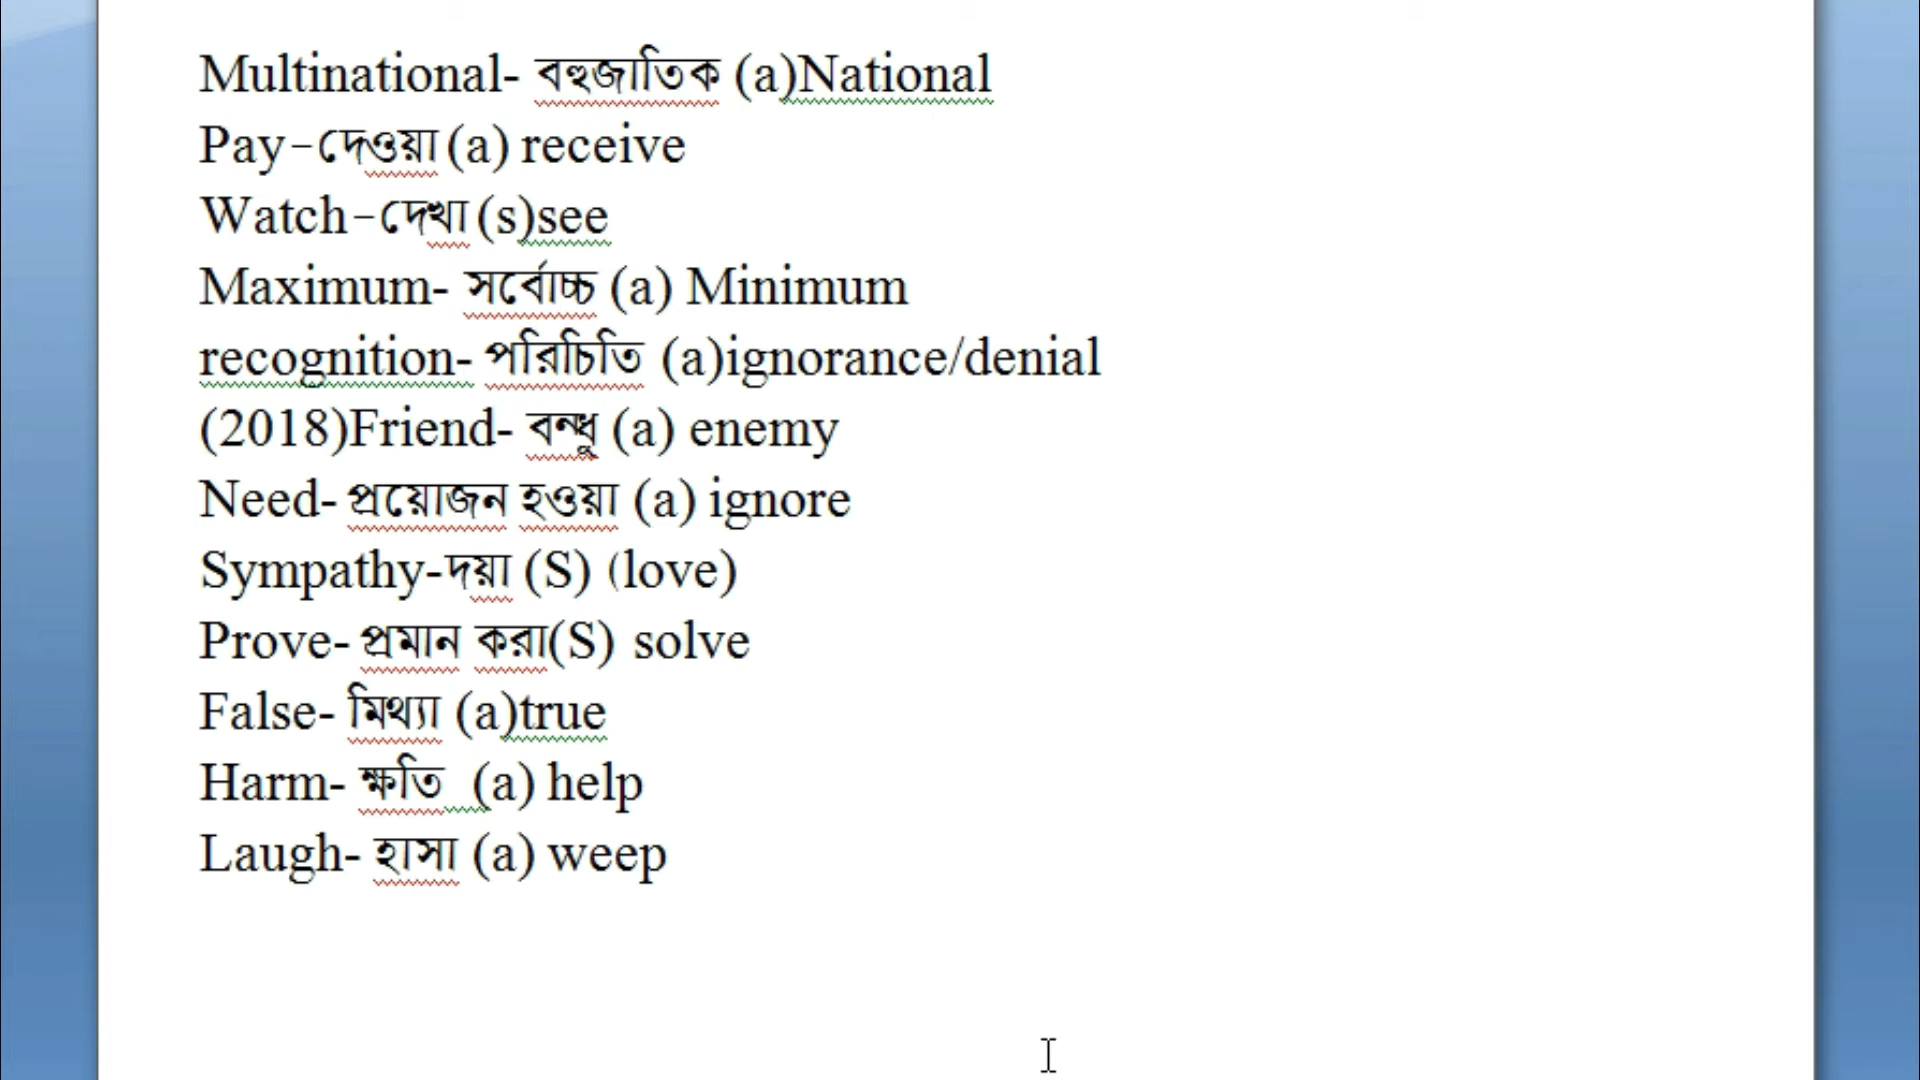 Multinational- বহুজাতিক (a)National
Pay-দেওয়া (a) receive
Watch-দেখা (s)see
Maximum- সর্বোচ্চ (a) Minimum
recognition- পরিচিতি (a)ignorance/denial
(2018)Friend- বন্ধু (a) enemy
Need- প্রয়োজন হওয়া (a) ignore
Sympathy-দয়া (S) (love)
Prove- প্রমান করা(S) solve
False- মিথ্যা (a)true
Harm- ক্ষতি (a) help
Laugh- হাসা (a) weep